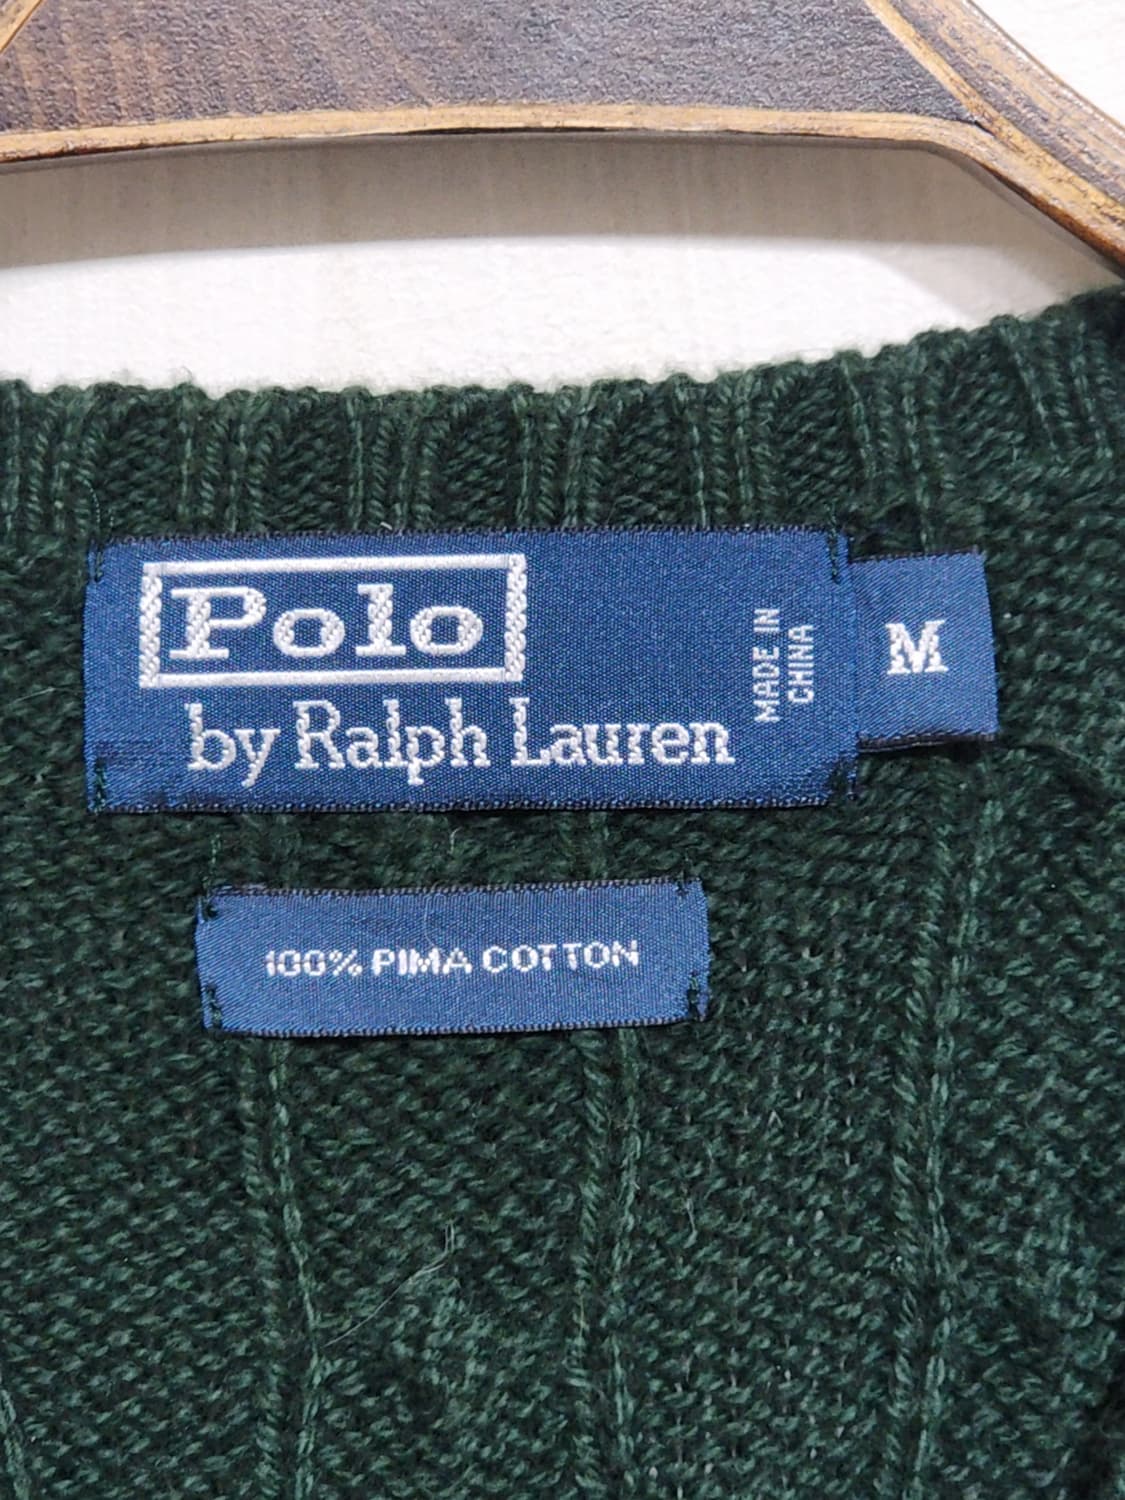 Polo
by Ralph Lauren
MADE IN
CHINA
M
100% PIMA COTTON